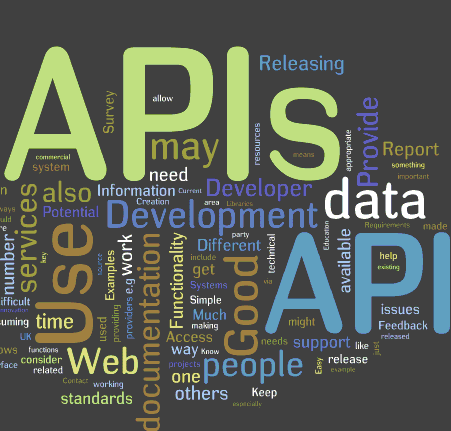 Releasing
APIs
Survey
allow
commercial
system
may
resources
means
appropriate
Provide
Report
something
important
need
Information
Current
Developer
data
services
also
Potential
Creation
area
Libraries
Development
Requirements
made
number
key
Use
source
Examples
providers e.g
work
documentation
Functionality
Different
party
include
get
Systems
Good
technical
via
Education
available
API
help
existing
time
used
providing
Simple
Much
making
Access
might
issues
Feedback
released
UK
functions
consider
related
Web
Contact
working
standards
way
Know
projects
one
others
people
needs
support
like
just
Easy
release
example
Keep
especially